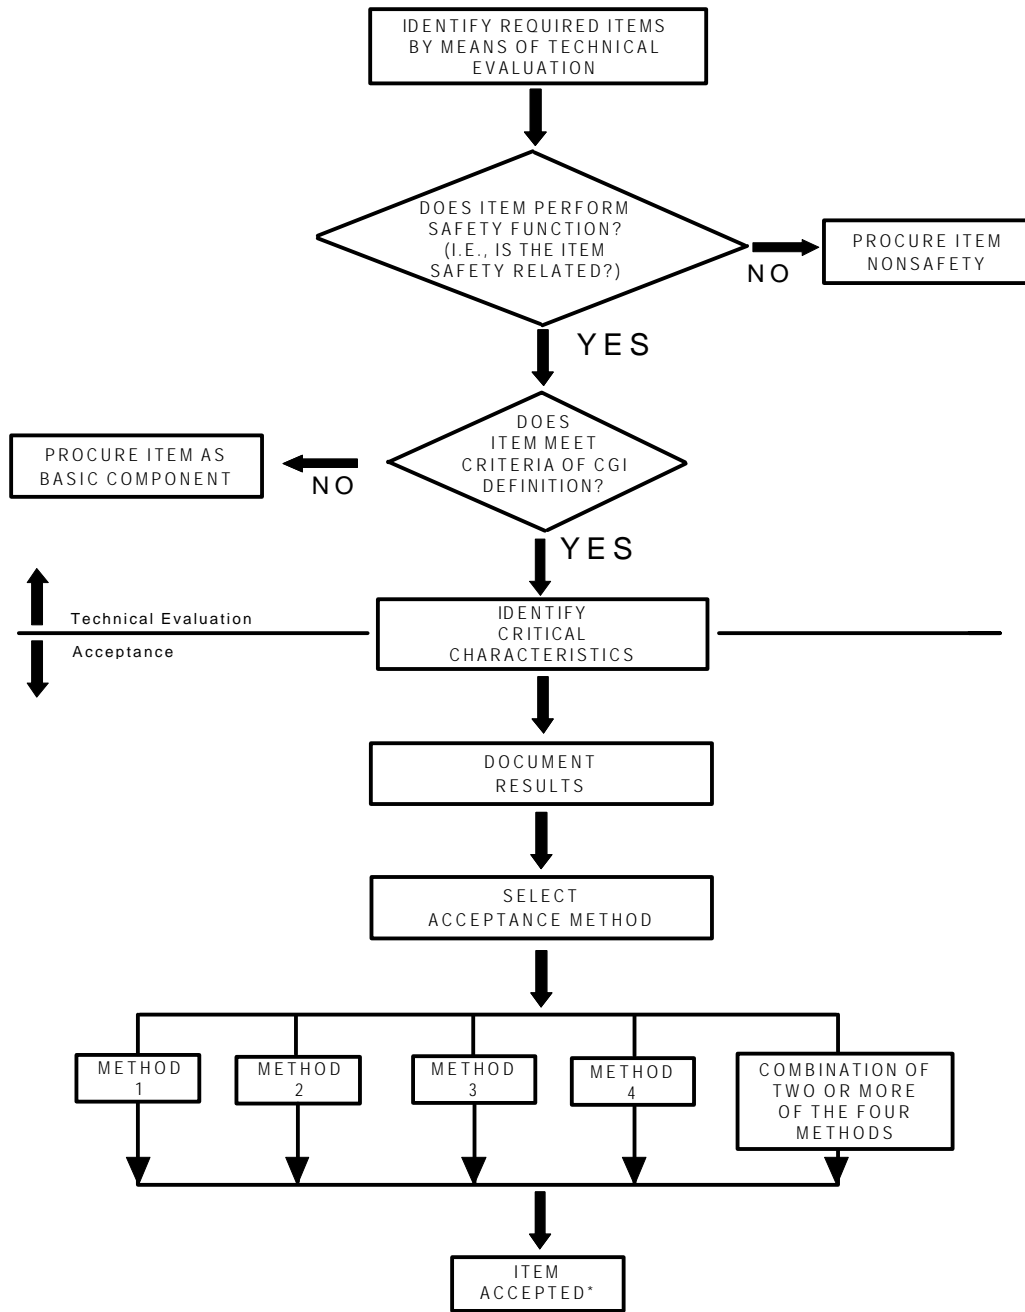 IDENTIFY REQUIRED ITEMS
BY MEANS OF TECHNICAL
EVALUATION
DOES ITEM PERFORM
SAFETY FUNCTION?
(I.E., IS THE ITEM
SAFETY RELATED?)
NO
PROCURE ITEM
NONSAFETY
YES
DOES
ITEM MEET
CRITERIA OF CGI
DEFINITION?
NO
PROCURE ITEM AS
BASIC COMPONENT
YES
Technical Evaluation
Acceptance
IDENTIFY
CRITICAL
CHARACTERISTICS
DOCUMENT
RESULTS
SELECT
ACCEPTANCE METHOD
METHOD
1
METHOD
2
METHOD
3
METHOD
4
COMBINATION OF
TWO OR MORE
OF THE FOUR
METHODS
ITEM
ACCEPTED*